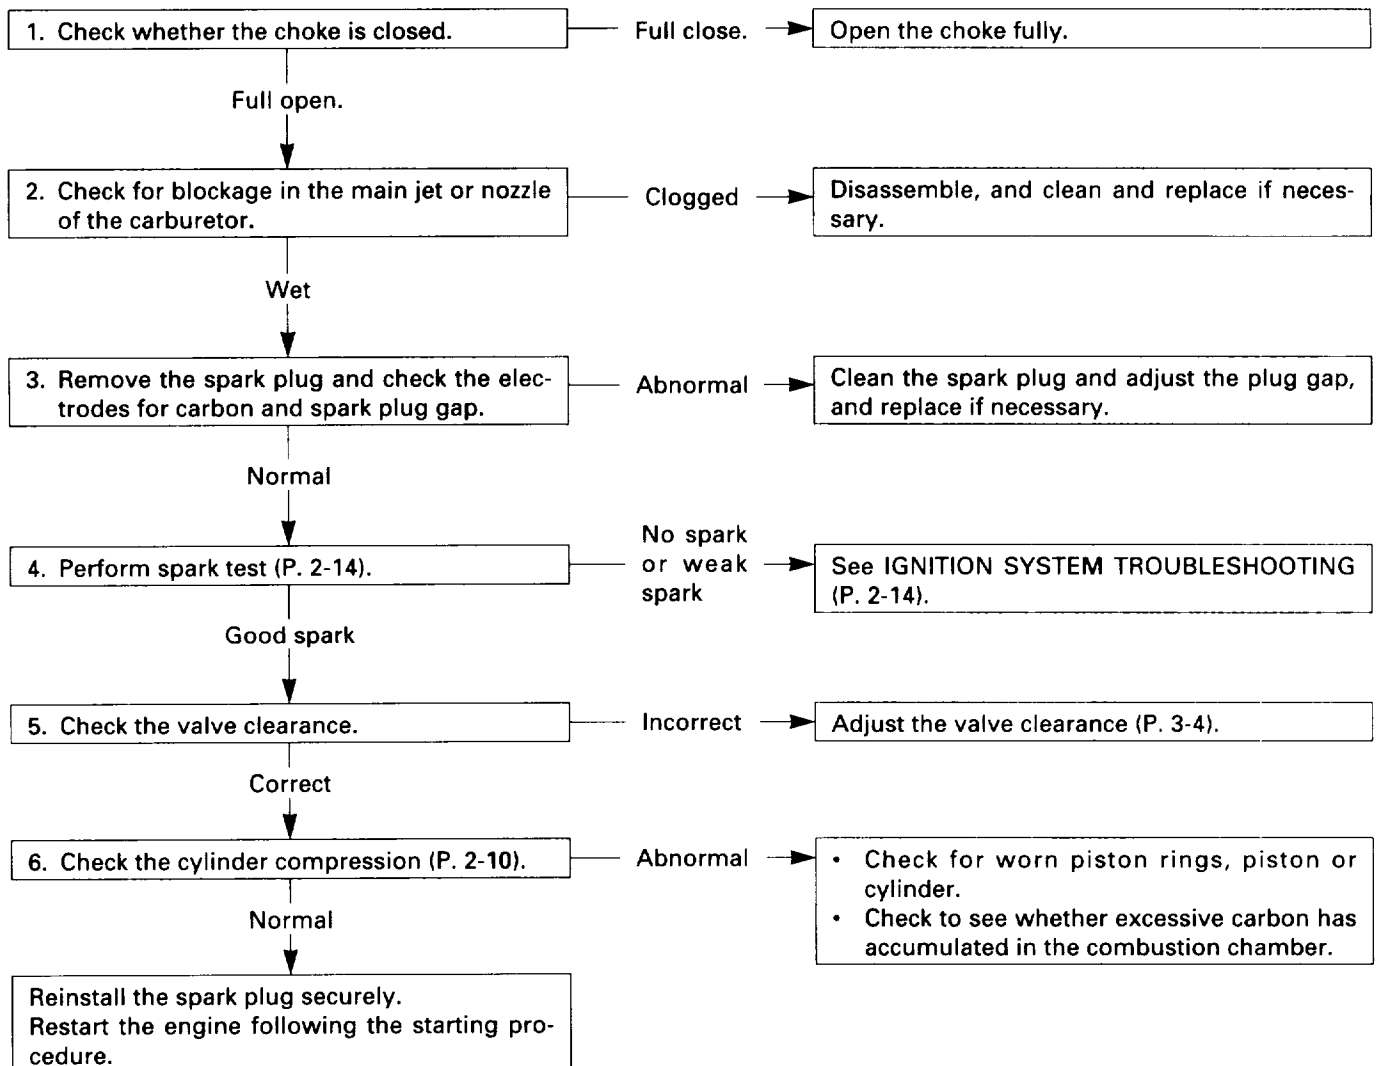 1. Check whether the choke is closed.
Full close.
Open the choke fully.
Full open.
2. Check for blockage in the main jet or nozzle
of the carburetor.
Clogged
Disassemble, and clean and replace if neces-
sary.
Wet
3. Remove the spark plug and check the elec-
trodes for carbon and spark plug gap.
Abnormal
Clean the spark plug and adjust the plug gap,
and replace if necessary.
Normal
4. Perform spark test (P. 2-14).
No spark
or weak
spark
See IGNITION SYSTEM TROUBLESHOOTING
(P. 2-14).
Good spark
5. Check the valve clearance.
Incorrect
Adjust the valve clearance (P. 3-4).
Correct
6. Check the cylinder compression (P. 2-10).
Abnormal
• Check for worn piston rings, piston or
cylinder.
• Check to see whether excessive carbon has
accumulated in the combustion chamber.
Normal
Reinstall the spark plug securely.
Restart the engine following the starting pro-
cedure.